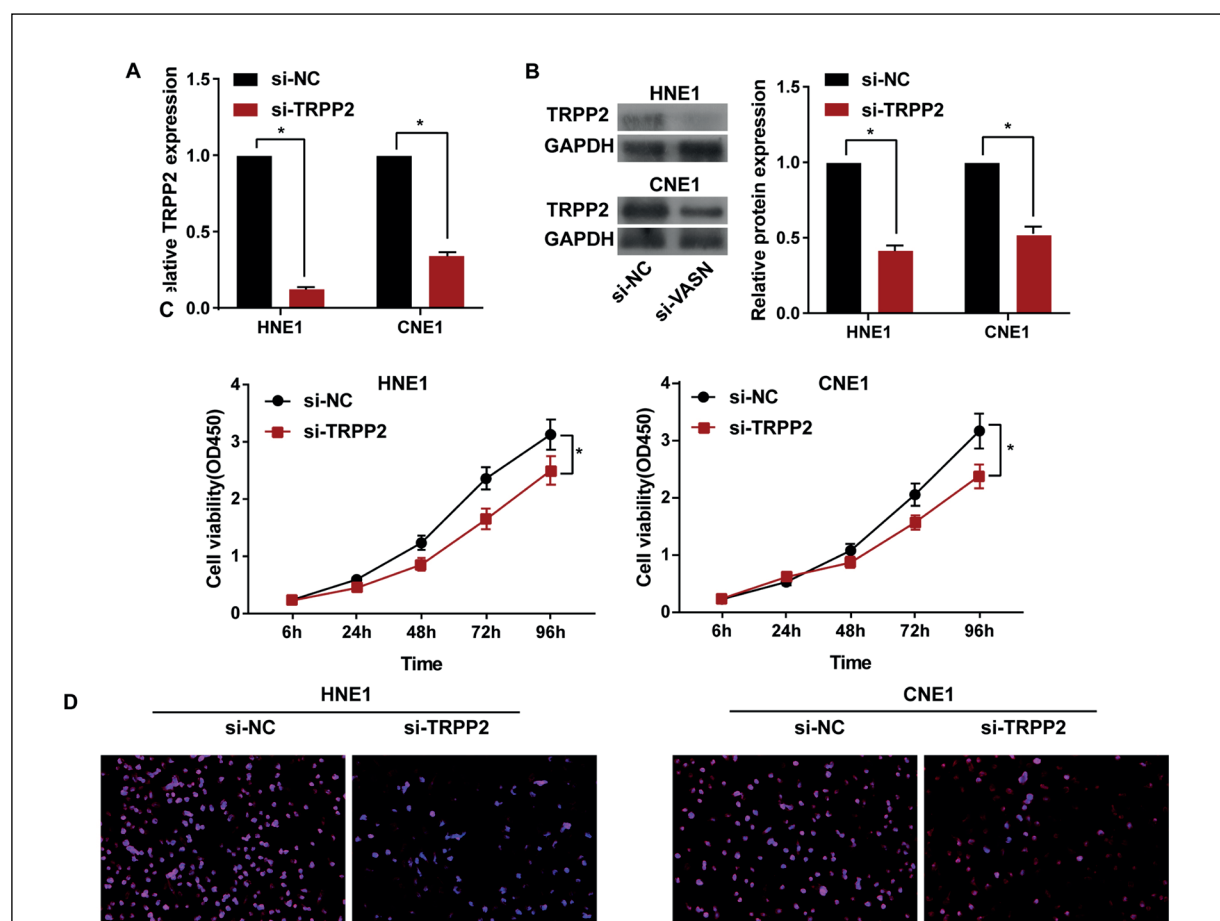 A
si-NC
si-TRPP2
elative TRPP2 expression
1.5
1.0
0.5
0.0
*
*
HNE1
CNE1
B
HNE1
TRPP2
GAPDH
CNE1
TRPP2
GAPDH
si-NC
si-VASN
si-NC
si-TRPP2
Relative protein expression
1.5
1.0
0.5
0.0
*
*
HNE1
CNE1
C
HNE1
si-NC
si-TRPP2
Cell viability(OD450)
4
3
2
1
0
*
6h 24h 48h 72h 96h
Time
CNE1
si-NC
si-TRPP2
Cell viability(OD450)
4
3
2
1
0
*
6h 24h 48h 72h 96h
Time
D
HNE1
si-NC si-TRPP2
CNE1
si-NC si-TRPP2